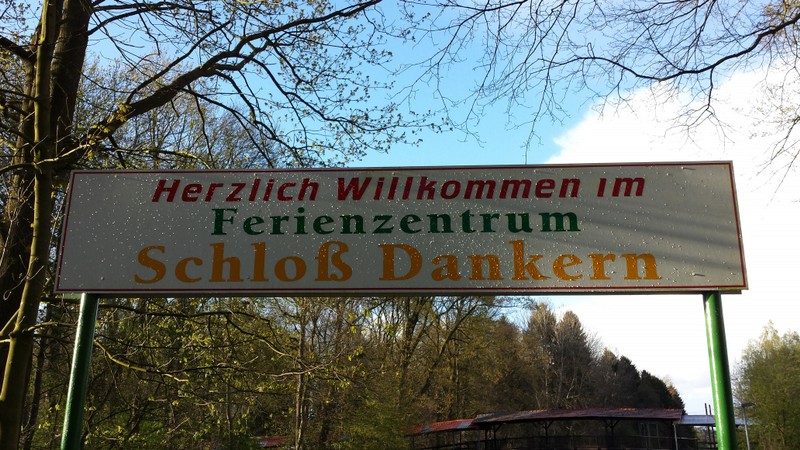 Herzlich Willkommen im
Ferienzentrum
Schloß Dankern